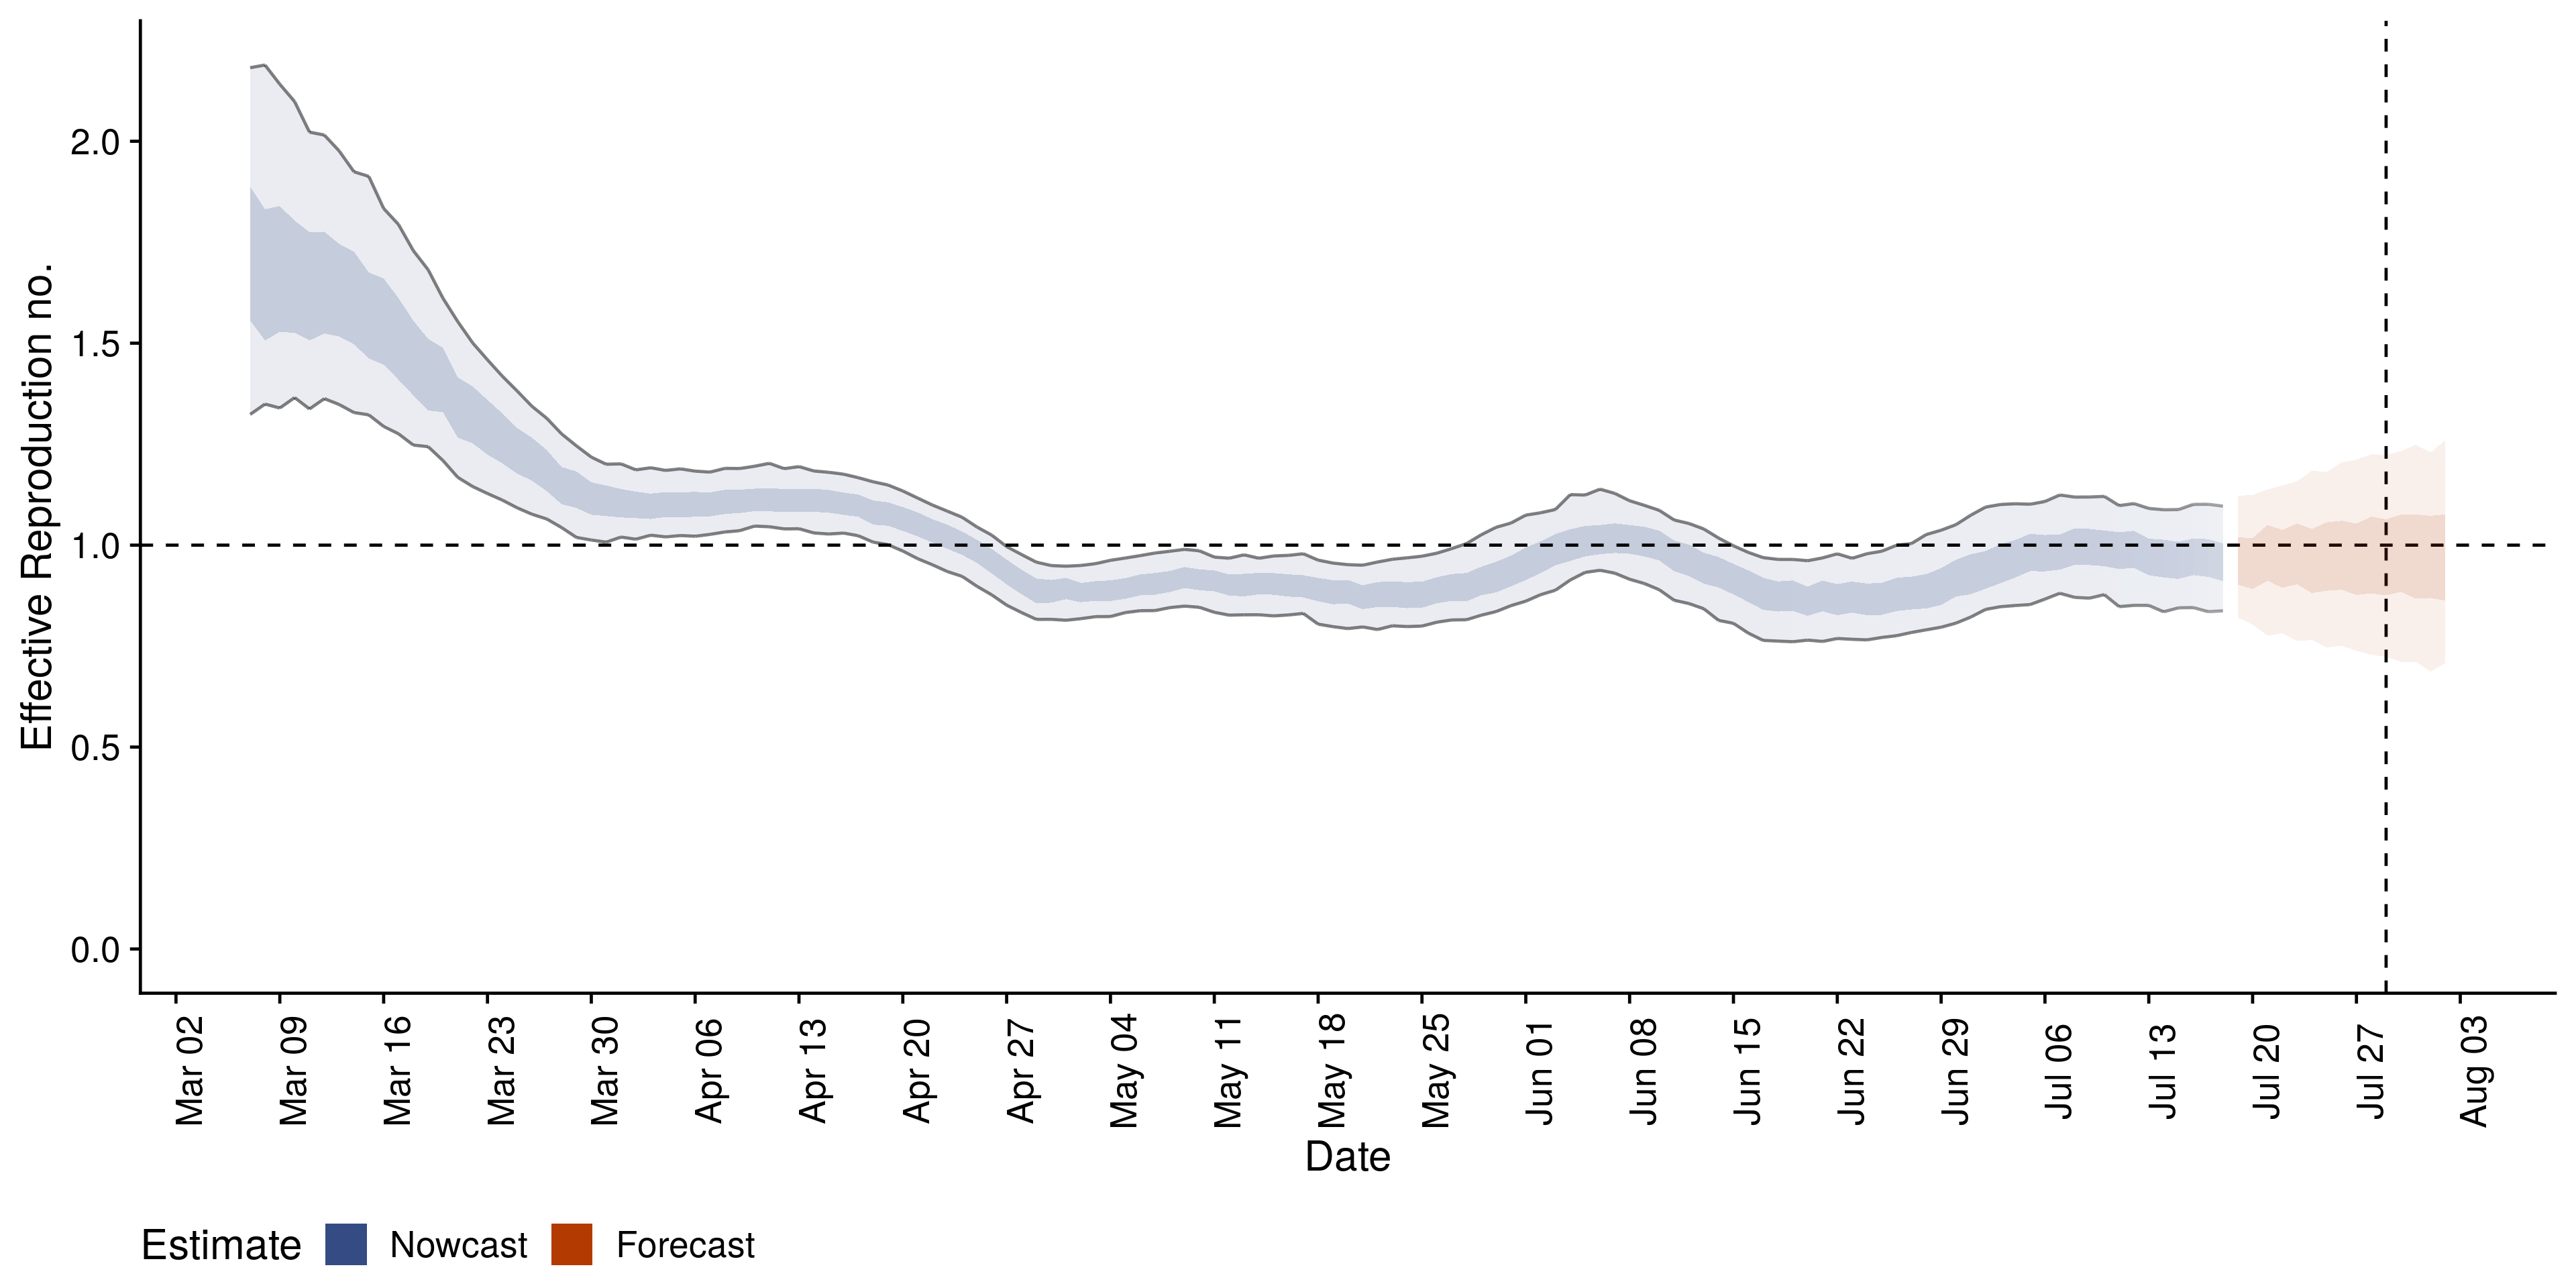 Effective Reproduction no.
2.0
1.5
1.0
0.5
0.0
Mar 02
Mar 09
Mar 16
Mar 23
Mar 30
Apr 06
Apr 13
Apr 20
Apr 27
May 04
May 11
May 18
May 25
Jun 01
Jun 08
Jun 15
Jun 22
Jun 29
Jul 06
Jul 13
Jul 20
Jul 27
Aug 03
Date
Estimate Nowcast Forecast